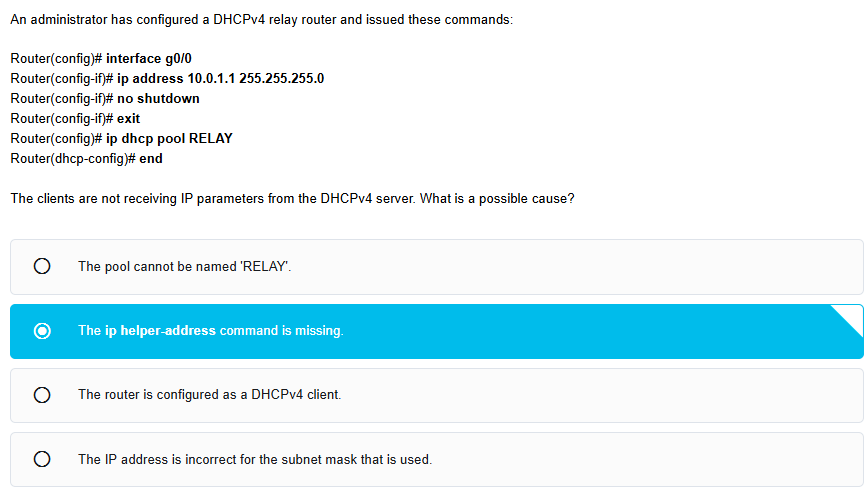 An administrator has configured a DHCPv4 relay router and issued these commands:
Router(config)# interface g0/0
Router(config-if)# ip address 10.0.1.1 255.255.255.0
Router(config-if)# no shutdown
Router(config-if)# exit
Router(config)# ip dhcp pool RELAY
Router(dhcp-config)# end
The clients are not receiving IP parameters from the DHCPv4 server. What is a possible cause?
The pool cannot be named 'RELAY'.
The ip helper-address command is missing.
The router is configured as a DHCPv4 client.
The IP address is incorrect for the subnet mask that is used.